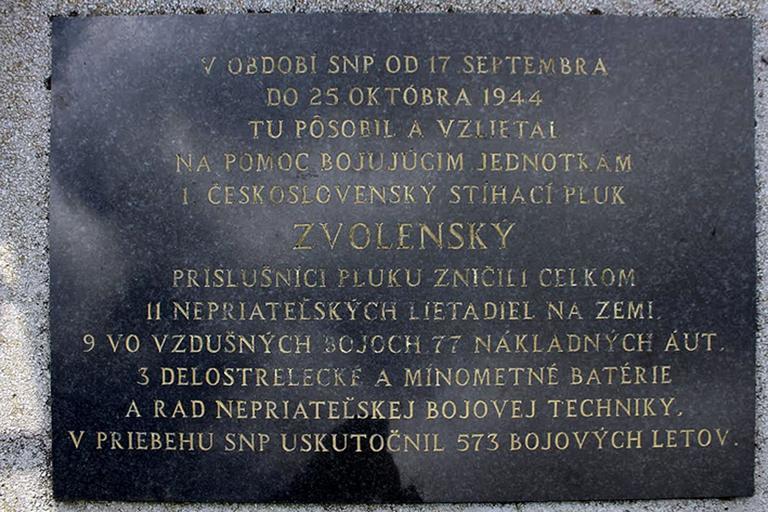 V OBDOBÍ SNP OD 17 SEPTEMBRA
DO 25 OKTÓBRA 1944
TU PÔSOBIL A VZLIETAL
NA POMOC BOJUJÚCIM JEDNOTKÁM
1. ČESKOSLOVENSKÝ STÍHACÍ PLUK
ZVOLENSKÝ
PRÍSLUŠNÍCI PLUKU ZNIČILI CELKOM
11 NEPRIATEĽSKÝCH LIETADIEL NA ZEMI,
9 VO VZDUŠNÝCH BOJOCH 77 NÁKLADNÝCH ÁUT,
3 DELOSTRELECKÉ A MÍNOMETNÉ BATÉRIE
A RAD NEPRIATEĽSKEJ BOJOVEJ TECHNIKY,
V PRIEBEHU SNP USKUTOČNIL 573 BOJOVÝCH LETOV.